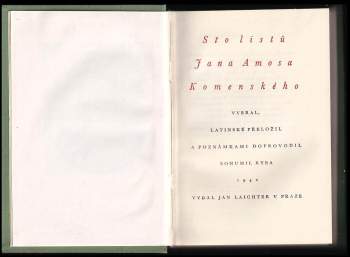 Sto listů
Jana Amosa
Komenského
VYBRAL,
LATINSKÉ PŘELOŽIL
A POZNÁMKAMI DOPROVODIL
BOHUMIL RYBA
VYDAL JAN LAICHTER V PRAZE